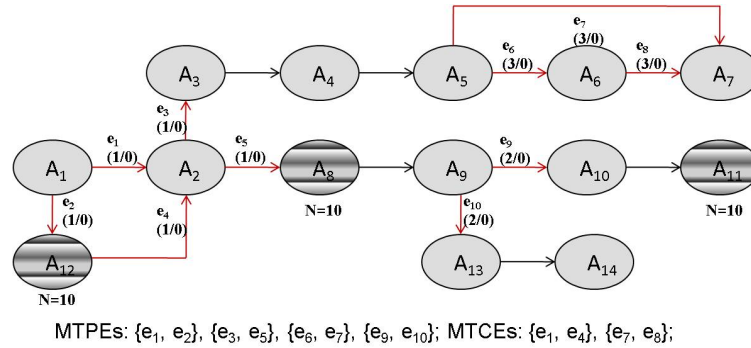 e7
(3/0)
e6
(3/0)
e8
(3/0)
A3
A4
A5
A6
A7
e3
(1/0)
e1
(1/0)
e5
(1/0)
e9
(2/0)
A1
A2
A8
A9
A10
A11
e2
(1/0)
e4
(1/0)
N=10
e10
(2/0)
N=10
A12
A13
A14
N=10
MTPEs: {e1, e2}, {e3, e5}, {e6, e7}, {e9, e10}; MTCEs: {e1, e4}, {e7, e8};